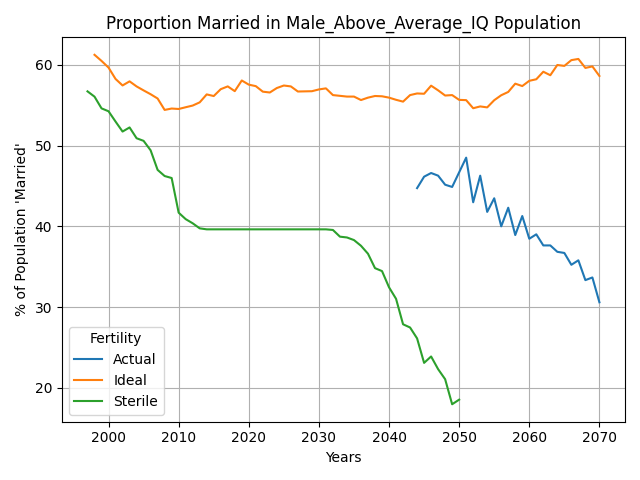 Proportion Married in Male_Above_Average_IQ Population
% of Population 'Married'
60
50
40
30
20
Fertility
Actual
Ideal
Sterile
2000 2010 2020 2030 2040 2050 2060 2070
Years